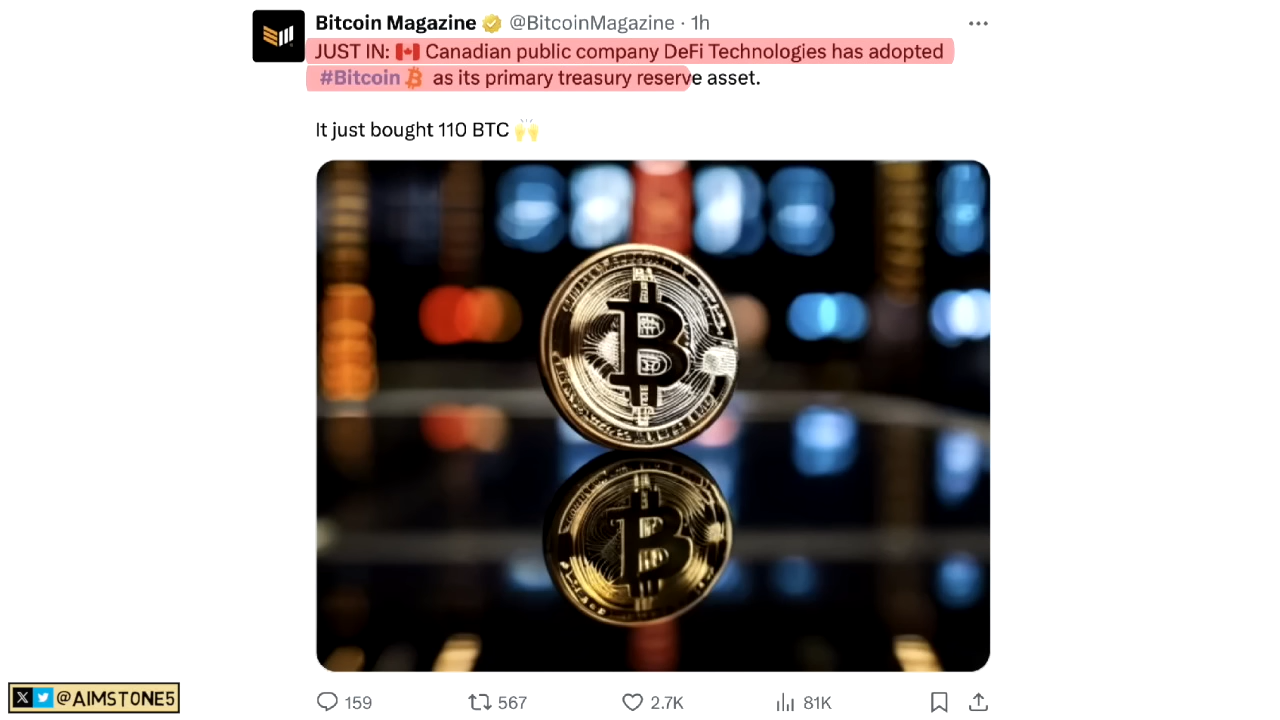 Bitcoin Magazine @BitcoinMagazine · 1h
JUST IN: 🇨🇦 Canadian public company DeFi Technologies has adopted
#Bitcoin as its primary treasury reserve asset.
It just bought 110 BTC 🙌
159 567 2.7K 81K
@AIMSTONE5